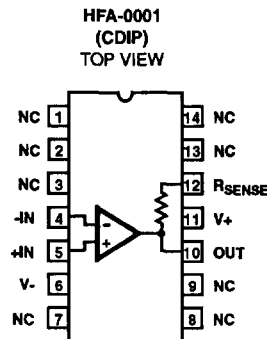 HFA-0001
(CDIP)
TOP VIEW
NC 1 14 NC
NC 2 13 NC
NC 3 12 RSENSE
-IN 4 - 11 V+
+IN 5 + 10 OUT
V- 6 9 NC
NC 7 8 NC